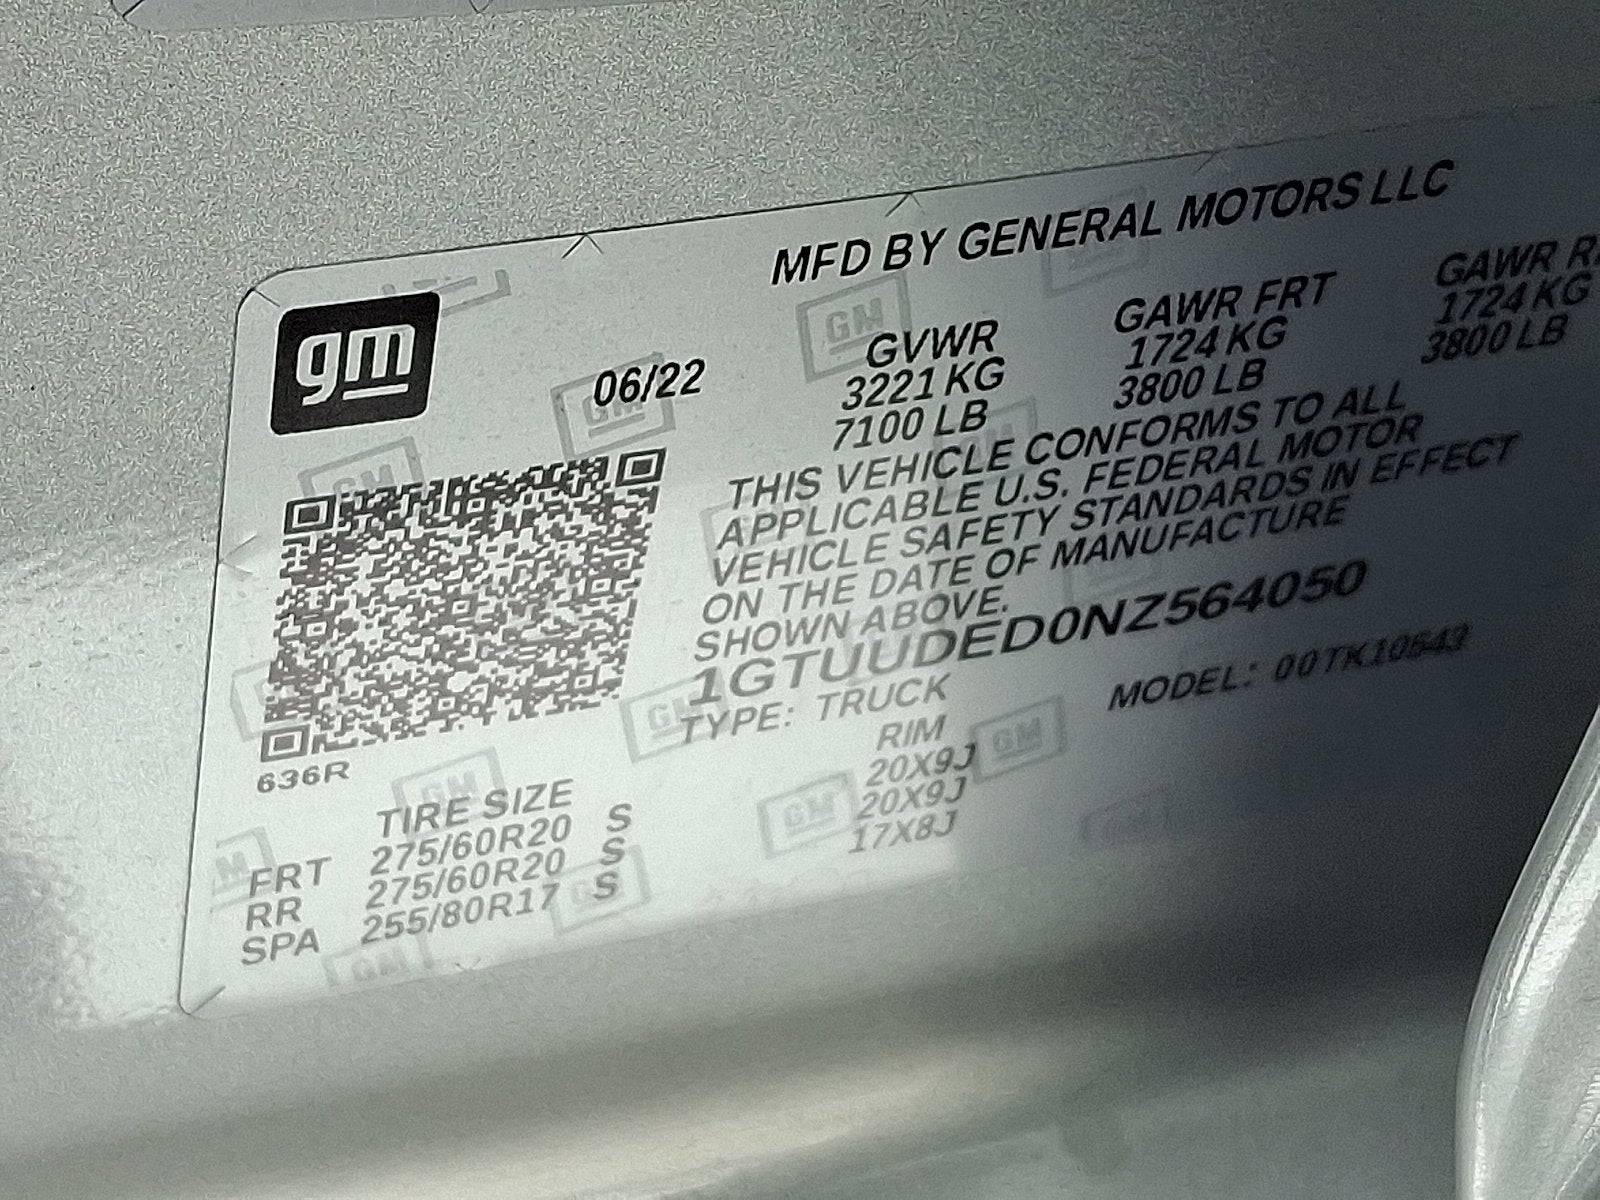 gm
MFD BY GENERAL MOTORS LLC
06/22
GVWR GAWR FRT GAWR
3221 KG 1724 KG 1724 KG
7100 LB 3800 LB 3800 LB
THIS VEHICLE CONFORMS TO ALL
APPLICABLE U.S. FEDERAL MOTOR
VEHICLE SAFETY STANDARDS IN EFFECT
ON THE DATE OF MANUFACTURE
SHOWN ABOVE.
1GTUUDED0NZ564050
TYPE: TRUCK MODEL: 00TK10543
636R
TIRE SIZE RIM
FRT 275/60R20 S 20X9J
RR 275/60R20 S 20X9J
SPA 255/80R17 S 17X8J